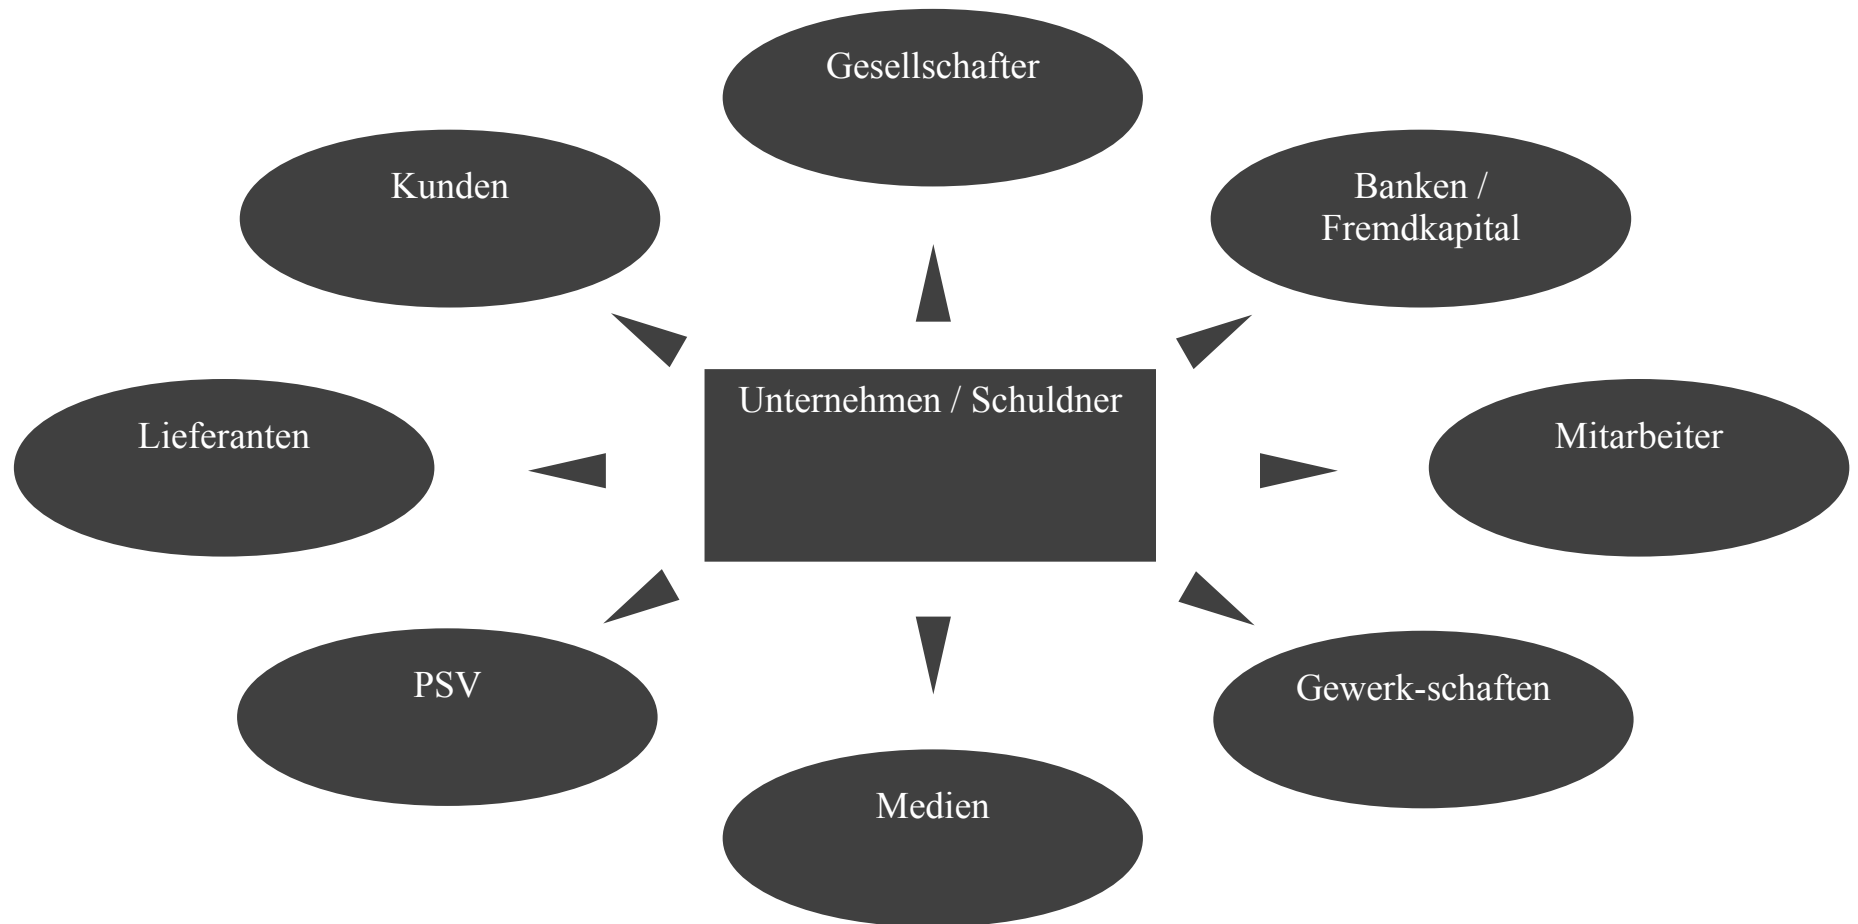 Gesellschafter
Kunden
Banken /
Fremdkapital
Unternehmen / Schuldner
Lieferanten
Mitarbeiter
PSV
Gewerk-schaften
Medien